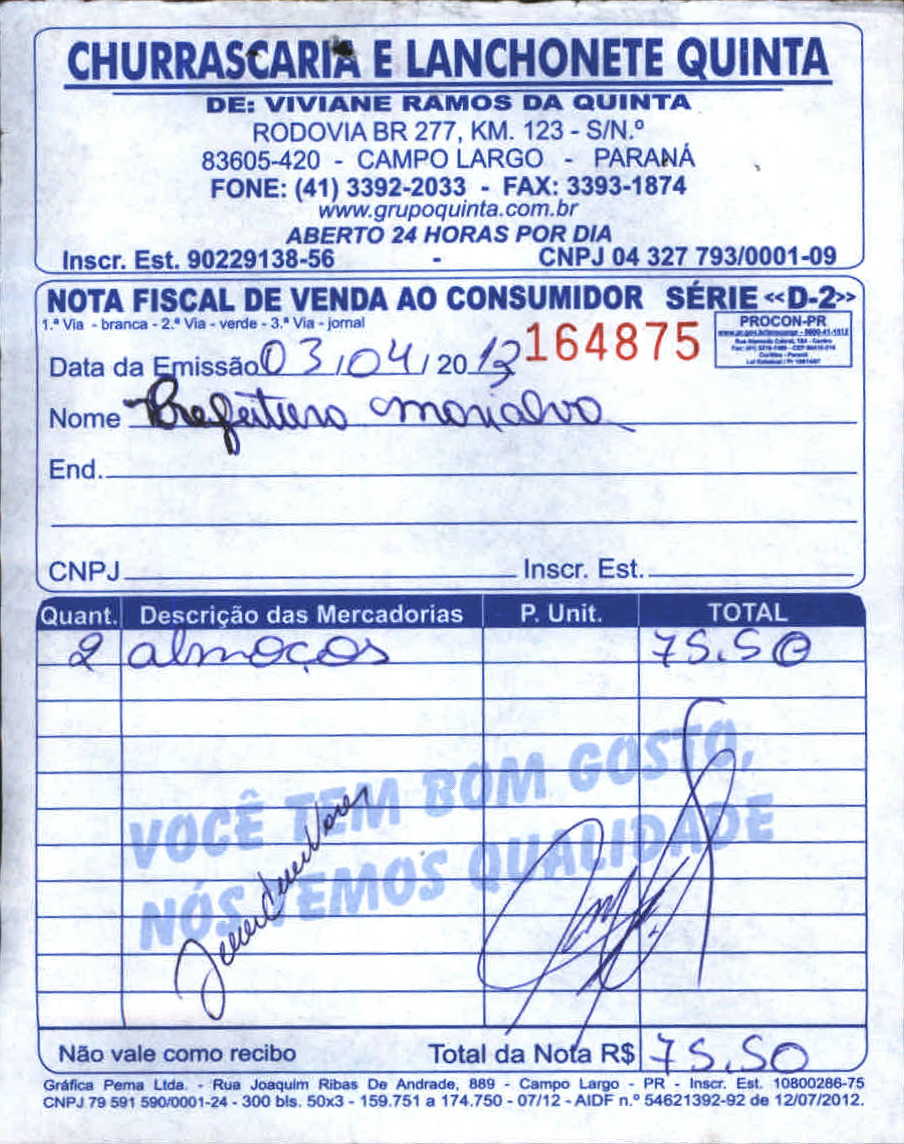 CHURRASCARIA E LANCHONETE QUINTA
DE: VIVIANE RAMOS DA QUINTA
RODOVIA BR 277, KM. 123 - S/N.º
83605-420 - CAMPO LARGO - PARANÁ
FONE: (41) 3392-2033 - FAX: 3393-1874
www.grupoquinta.com.br
ABERTO 24 HORAS POR DIA
Inscr. Est. 90229138-56 - CNPJ 04 327 793/0001-09
NOTA FISCAL DE VENDA AO CONSUMIDOR SÉRIE «D-2»
1.ª Via - branca - 2.ª Via - verde - 3.ª Via - jornal
PROCON-PR
Data da Emissão 03/04/2013 164875
Nome Prefeitura marialva
End.
CNPJ Inscr. Est.
Quant. Descrição das Mercadorias P. Unit. TOTAL
2 almoços 75.50
VOCÊ TEM BOM GOSTO,
NÓS TEMOS QUALIDADE
Não vale como recibo Total da Nota R$ 75.50
Gráfica Pema Ltda. - Rua Joaquim Ribas De Andrade, 889 - Campo Largo - PR - Inscr. Est. 10800286-75
CNPJ 79 591 590/0001-24 - 300 bls. 50x3 - 159.751 a 174.750 - 07/12 - AIDF n.º 54621392-92 de 12/07/2012.